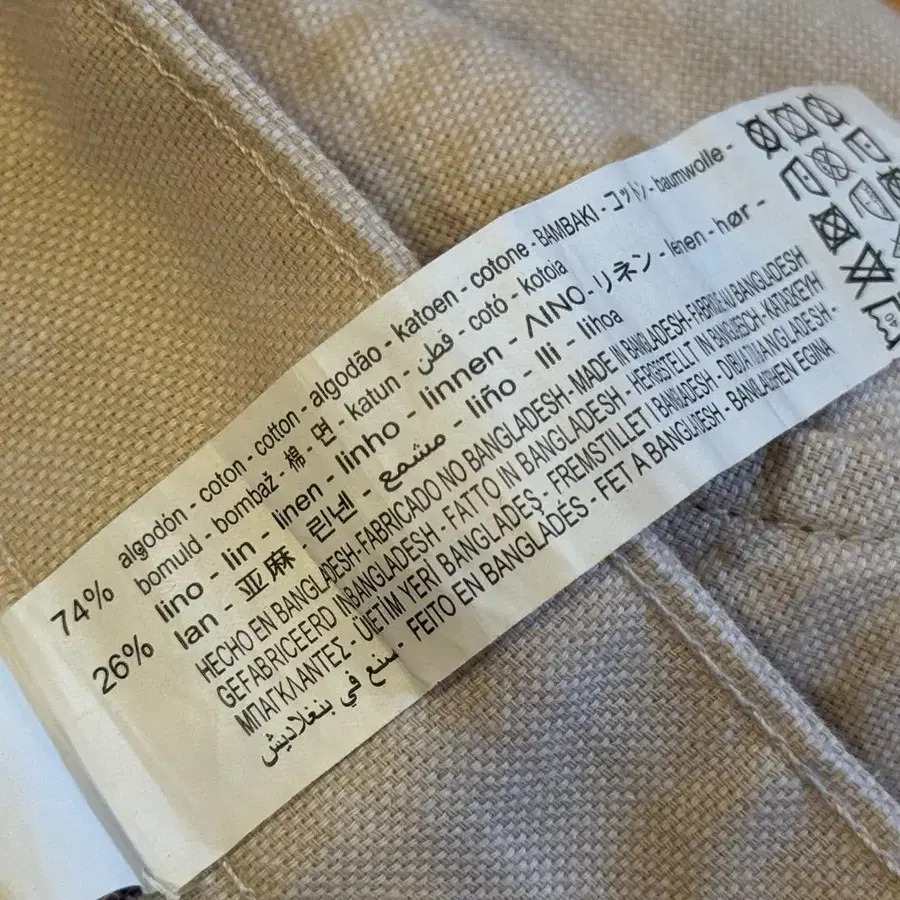 74% algodón - coton - cotton - algodão - katoen - cotone - BAMBAKI - コットン - baumwolle -
bomuld - bombaž - 棉 - 면 - katun - قطن - cotó - kotoia
26% lino - lin - linen - linho - linnen - ΛΙΝΟ - リネン - leinen - hør -
lan - 亚麻 린넨 - مشمع - liño - lli - lihoa
HECHO EN BANGLADESH-FABRICADO NO BANGLADESH-MADE IN BANGLADESH-FABRIQUÉ AU BANGLADESH
GEFABRICEERD IN BANGLADESH - FATTO IN BANGLADESH - HERGESTELLT IN BANGLADESCH - ΚΑΤΑΣΚΕΥΗ
ΜΠΑΓΚΛΑΝΤΕΣ - ÜRETİM YERİ BANGLADEŞ - FREMSTILLET I BANGLADESH - DIBUAT BANGLADESH -
صنع في بنغلاديش - FEITO EN BANGLADÉS - FET A BANGLADESH - BANGLADESHEN EGINA
40